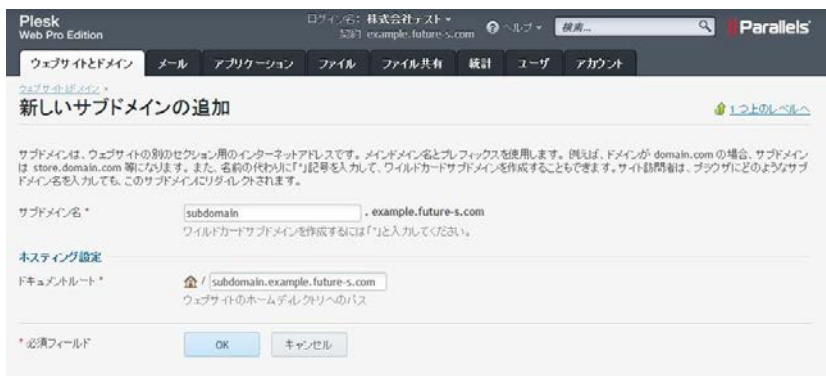 Plesk
Web Pro Edition
ログイン名: 株式会社テスト
契約 example.future-s.com
ヘルプ
検索...
Parallels
ウェブサイトとドメイン メール アプリケーション ファイル ファイル共有 統計 ユーザ アカウント
ウェブサイトとドメイン >
新しいサブドメインの追加
1つ上のレベルへ
サブドメインは、ウェブサイトの別のセクション用のインターネットアドレスです。メインドメイン名とプレフィックスを使用します。例えば、ドメインが domain.com の場合、サブドメイン
は store.domain.com 等になります。また、名前の代わりに「*」記号を入力して、ワイルドカードサブドメインを作成することもできます。サイト訪問者は、ブラウザにどのようなサブ
ドメイン名を入力しても、このサブドメインにリダイレクトされます。
サブドメイン名 * subdomain . example.future-s.com
ワイルドカードサブドメインを作成するには「*」と入力してください。
ホスティング設定
ドキュメントルート * / subdomain.example.future-s.com
ウェブサイトのホームディレクトリへのパス
* 必須フィールド OK キャンセル